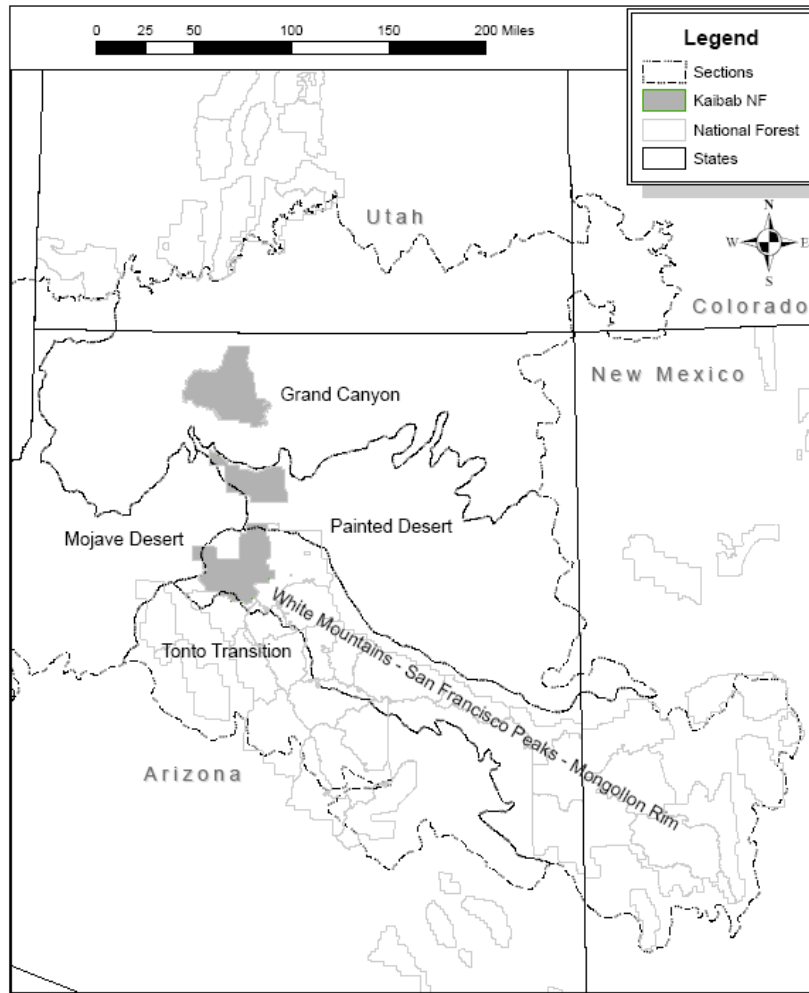 0 25 50 100 150 200 Miles
Legend
Sections
Kaibab NF
National Forest
States
N
W E
S
Utah
Colorado
New Mexico
Grand Canyon
Painted Desert
Mojave Desert
White Mountains - San Francisco Peaks - Mongollon Rim
Tonto Transition
Arizona